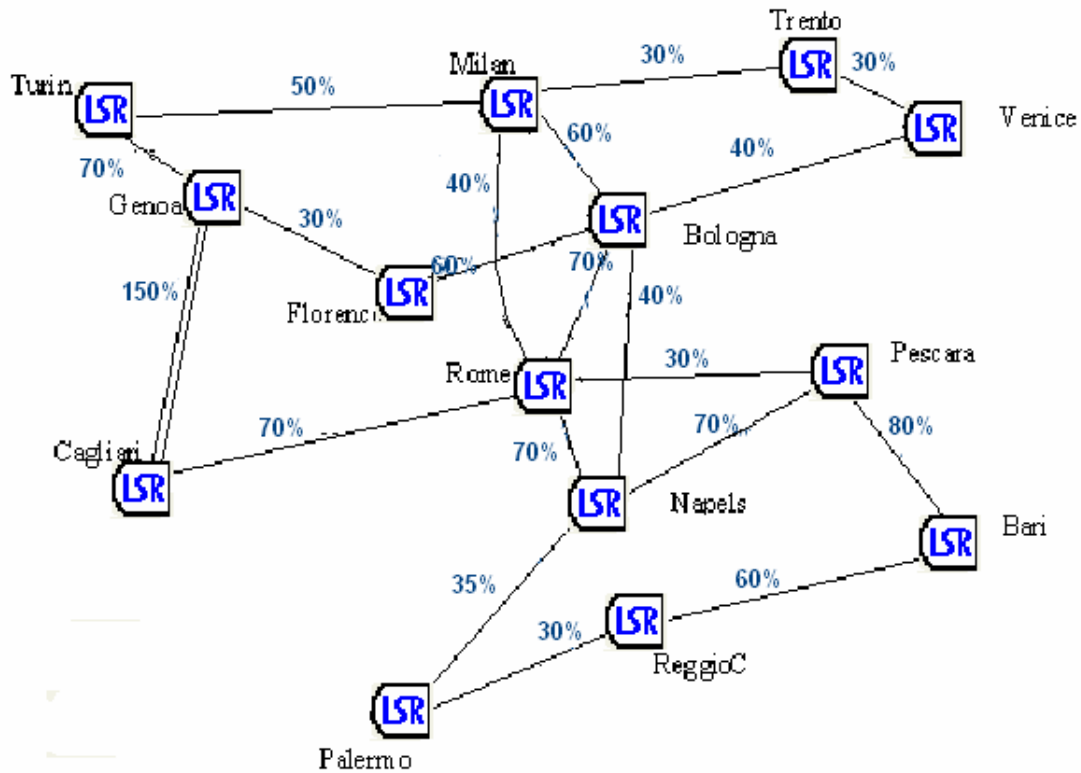 Trento
Milan
30%
30%
Turin
50%
LSR
LSR
LSR
Venice
LSR
60%
40%
70%
40%
Genoa
LSR
30%
LSR
Bologna
60%
70%
150%
LSR
40%
Florenc
Pescara
Rome
LSR
30%
LSR
70%
70%
80%
Cagliari
70%
LSR
LSR
Napels
Bari
LSR
35%
60%
LSR
30%
ReggioC
LSR
Palermo